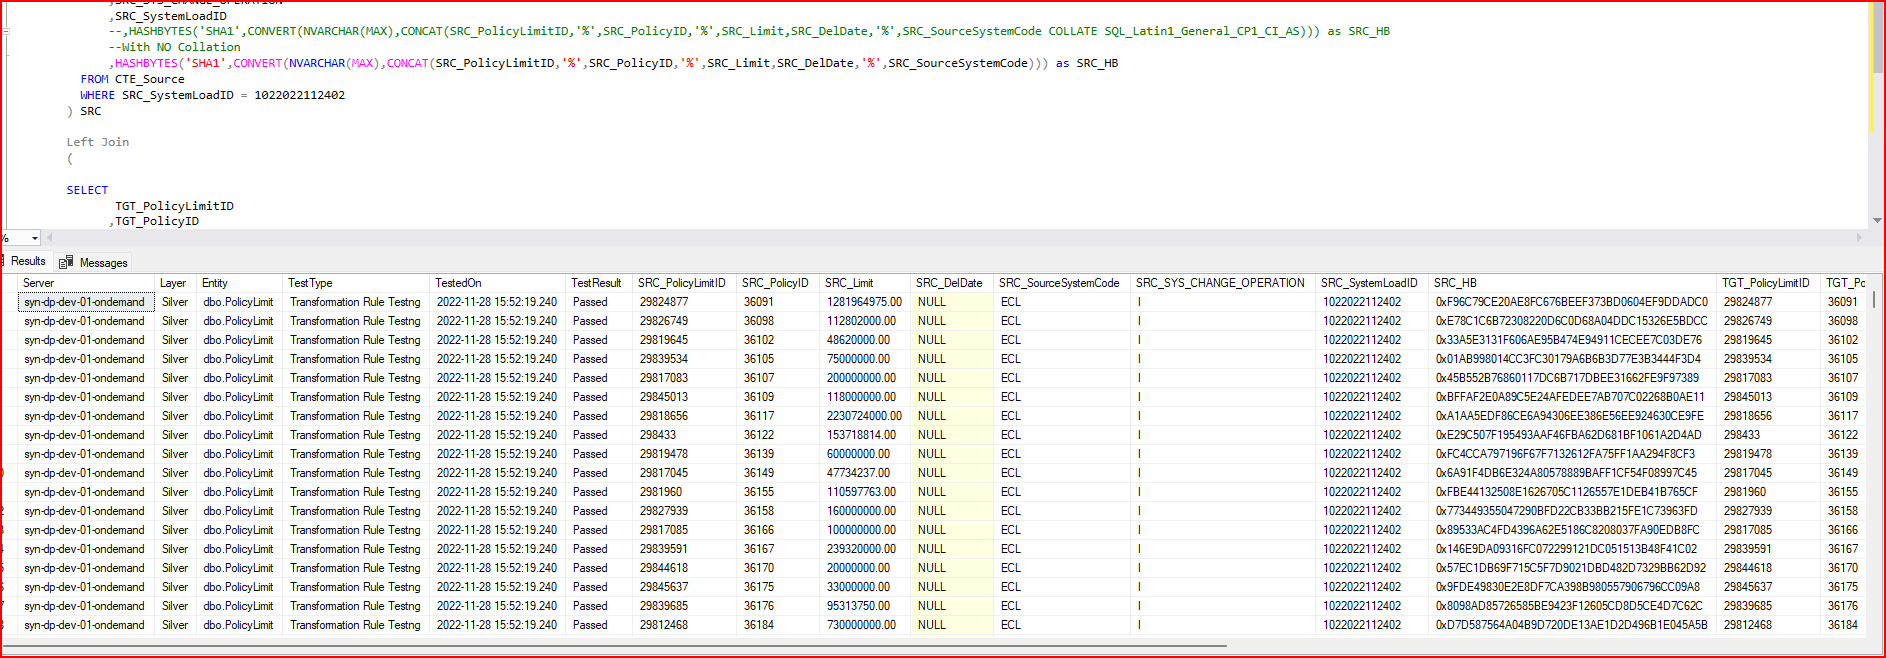 ,SRC_SYS_CHANGE_OPERATION
,SRC_SystemLoadID
--,HASHBYTES('SHA1',CONVERT(NVARCHAR(MAX),CONCAT(SRC_PolicyLimitID,'%',SRC_PolicyID,'%',SRC_Limit,SRC_DelDate,'%',SRC_SourceSystemCode COLLATE SQL_Latin1_General_CP1_CI_AS))) as SRC_HB
--With NO Collation
,HASHBYTES('SHA1',CONVERT(NVARCHAR(MAX),CONCAT(SRC_PolicyLimitID,'%',SRC_PolicyID,'%',SRC_Limit,SRC_DelDate,'%',SRC_SourceSystemCode))) as SRC_HB
FROM CTE_Source
WHERE SRC_SystemLoadID = 1022022112402
) SRC
Left Join
(
SELECT
TGT_PolicyLimitID
,TGT_PolicyID
%
Results Messages
Server Layer Entity TestType TestedOn TestResult SRC_PolicyLimitID SRC_PolicyID SRC_Limit SRC_DelDate SRC_SourceSystemCode SRC_SYS_CHANGE_OPERATION SRC_SystemLoadID SRC_HB TGT_PolicyLimitID TGT_Po
syn-dp-dev-01-ondemand Silver dbo.PolicyLimit Transformation Rule Testng 2022-11-28 15:52:19.240 Passed 29824877 36091 1281964975.00 NULL ECL I 1022022112402 0xF96C79CE20AE8FC676BEEF373BD0604EF9DDADC0 29824877 36091
syn-dp-dev-01-ondemand Silver dbo.PolicyLimit Transformation Rule Testng 2022-11-28 15:52:19.240 Passed 29826749 36098 112802000.00 NULL ECL I 1022022112402 0xE78C1C6B72308220D6C0D68A04DDC15326E5BDCC 29826749 36098
syn-dp-dev-01-ondemand Silver dbo.PolicyLimit Transformation Rule Testng 2022-11-28 15:52:19.240 Passed 29819645 36102 48620000.00 NULL ECL I 1022022112402 0x33A5E3131F606AE95B474E94911CECEE7C03DE76 29819645 36102
syn-dp-dev-01-ondemand Silver dbo.PolicyLimit Transformation Rule Testng 2022-11-28 15:52:19.240 Passed 29839534 36105 75000000.00 NULL ECL I 1022022112402 0x01AB998014CC3FC30179A6B6B3D77E3B3444F3D4 29839534 36105
syn-dp-dev-01-ondemand Silver dbo.PolicyLimit Transformation Rule Testng 2022-11-28 15:52:19.240 Passed 29817083 36107 200000000.00 NULL ECL I 1022022112402 0x45B552B76860117DC6B717DBEE31662FE9F97389 29817083 36107
syn-dp-dev-01-ondemand Silver dbo.PolicyLimit Transformation Rule Testng 2022-11-28 15:52:19.240 Passed 29845013 36109 118000000.00 NULL ECL I 1022022112402 0xBFFAF2E0A89C5E24AFEDEE7AB707C02268B0AE11 29845013 36109
syn-dp-dev-01-ondemand Silver dbo.PolicyLimit Transformation Rule Testng 2022-11-28 15:52:19.240 Passed 29818656 36117 2230724000.00 NULL ECL I 1022022112402 0xA1AA5EDF86CE6A94306EE386E56EE924630CE9FE 29818656 36117
syn-dp-dev-01-ondemand Silver dbo.PolicyLimit Transformation Rule Testng 2022-11-28 15:52:19.240 Passed 298433 36122 153718814.00 NULL ECL I 1022022112402 0xE29C507F195493AAF46FBA62D681BF1061A2D4AD 298433 36122
syn-dp-dev-01-ondemand Silver dbo.PolicyLimit Transformation Rule Testng 2022-11-28 15:52:19.240 Passed 29819478 36139 60000000.00 NULL ECL I 1022022112402 0xFC4CCA797196F67F7132612FA75FF1AA294F8CF3 29819478 36139
syn-dp-dev-01-ondemand Silver dbo.PolicyLimit Transformation Rule Testng 2022-11-28 15:52:19.240 Passed 29817045 36149 47734237.00 NULL ECL I 1022022112402 0x6A91F4DB6E324A80578889BAFF1CF54F08997C45 29817045 36149
syn-dp-dev-01-ondemand Silver dbo.PolicyLimit Transformation Rule Testng 2022-11-28 15:52:19.240 Passed 2981960 36155 110597763.00 NULL ECL I 1022022112402 0xFBE44132508E1626705C1126557E1DEB41B765CF 2981960 36155
syn-dp-dev-01-ondemand Silver dbo.PolicyLimit Transformation Rule Testng 2022-11-28 15:52:19.240 Passed 29827939 36158 160000000.00 NULL ECL I 1022022112402 0x773449355047290BFD22CB33BB215FE1C73963FD 29827939 36158
syn-dp-dev-01-ondemand Silver dbo.PolicyLimit Transformation Rule Testng 2022-11-28 15:52:19.240 Passed 29817085 36166 100000000.00 NULL ECL I 1022022112402 0x89533AC4FD4396A62E5186C8208037FA90EDB8FC 29817085 36166
syn-dp-dev-01-ondemand Silver dbo.PolicyLimit Transformation Rule Testng 2022-11-28 15:52:19.240 Passed 29839591 36167 239320000.00 NULL ECL I 1022022112402 0x146E9DA09316FC072299121DC051513B48F41C02 29839591 36167
syn-dp-dev-01-ondemand Silver dbo.PolicyLimit Transformation Rule Testng 2022-11-28 15:52:19.240 Passed 29844618 36170 20000000.00 NULL ECL I 1022022112402 0x57EC1DB69F715C5F7D9021DBD482D7329BB62D92 29844618 36170
syn-dp-dev-01-ondemand Silver dbo.PolicyLimit Transformation Rule Testng 2022-11-28 15:52:19.240 Passed 29845637 36175 33000000.00 NULL ECL I 1022022112402 0x9FDE49830E2E8DF7CA398B980557906796CC09A8 29845637 36175
syn-dp-dev-01-ondemand Silver dbo.PolicyLimit Transformation Rule Testng 2022-11-28 15:52:19.240 Passed 29839685 36176 95313750.00 NULL ECL I 1022022112402 0x8098AD85726585BE9423F12605CD8D5CE4D7C62C 29839685 36176
syn-dp-dev-01-ondemand Silver dbo.PolicyLimit Transformation Rule Testng 2022-11-28 15:52:19.240 Passed 29812468 36184 730000000.00 NULL ECL I 1022022112402 0xD7D587564A04B9D720DE13AE1D2D496B1E045A5B 29812468 36184